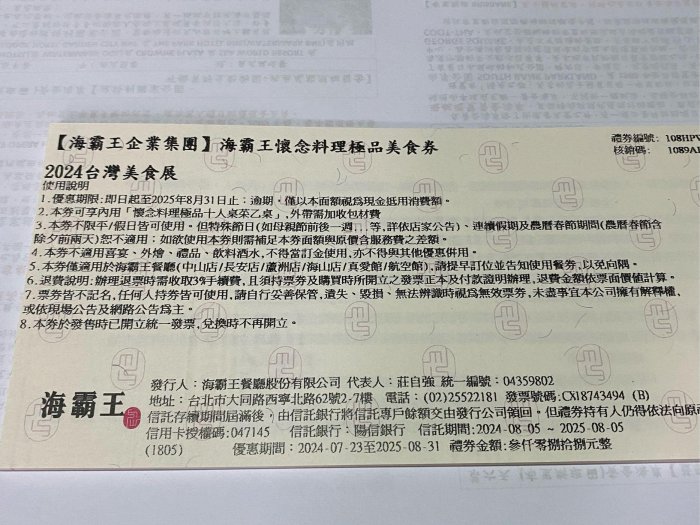 【海霸王企業集團】海霸王懷念料理極品美食券
禮券編號: 108HPV
核銷碼: 1089AF
2024台灣美食展
使用說明
1.優惠期限:即日起至2025年8月31日止;逾期,僅以本面額視為現金抵用消費額。
2.本券可享內用「懷念料理極品十人桌菜乙桌」,外帶需加收包材費
3.本券不限平/假日皆可使用。但特殊節日(如母親節前後一週...等,詳依店家公告)、連續假期及農曆春節期間(農曆春節含
除夕前兩天)恕不適用;如欲使用本券則需補足本券面額與原價含服務費之差額。
4.本券不適用喜宴、外燴、禮品、飲料酒水,不得當訂金使用,亦不得與其他優惠併用。
5.本券僅適用於海霸王餐廳(中山店/長安店/蘆洲店/海山店/真愛館/航空館),請提早訂位並告知使用餐券,以免向隅。
6.退費說明:辦理退票時需收取3%手續費,且須持票券及購買時所開立之發票正本及付款證明辦理,退費金額依票面價值計算。
7.票券皆不記名,任何人持券皆可使用,請自行妥善保管,遺失、毀損、無法辨識時視為無效票券,未盡事宜本公司擁有解釋權,
或依現場公告及網路公告為主。
8.本券於發售時已開立統一發票,兌換時不再開立。
海霸王
發行人: 海霸王餐廳股份有限公司 代表人: 莊自強 統一編號: 04359802
地址: 台北市大同路西寧北路62號2-7樓 電話: (02)25522181 發票號碼:CX18743494 (B)
信託存續期間屆滿後,由信託銀行將信託專戶餘額交由發行公司領回。但禮券持有人仍得依法向
信用卡授權碼:047145 信託銀行: 陽信銀行 信託期間:2024-08-05 ~ 2025-08-05
(1805) 優惠期間: 2024-07-23至2025-08-31 禮券金額:參仟零捌拾捌元整